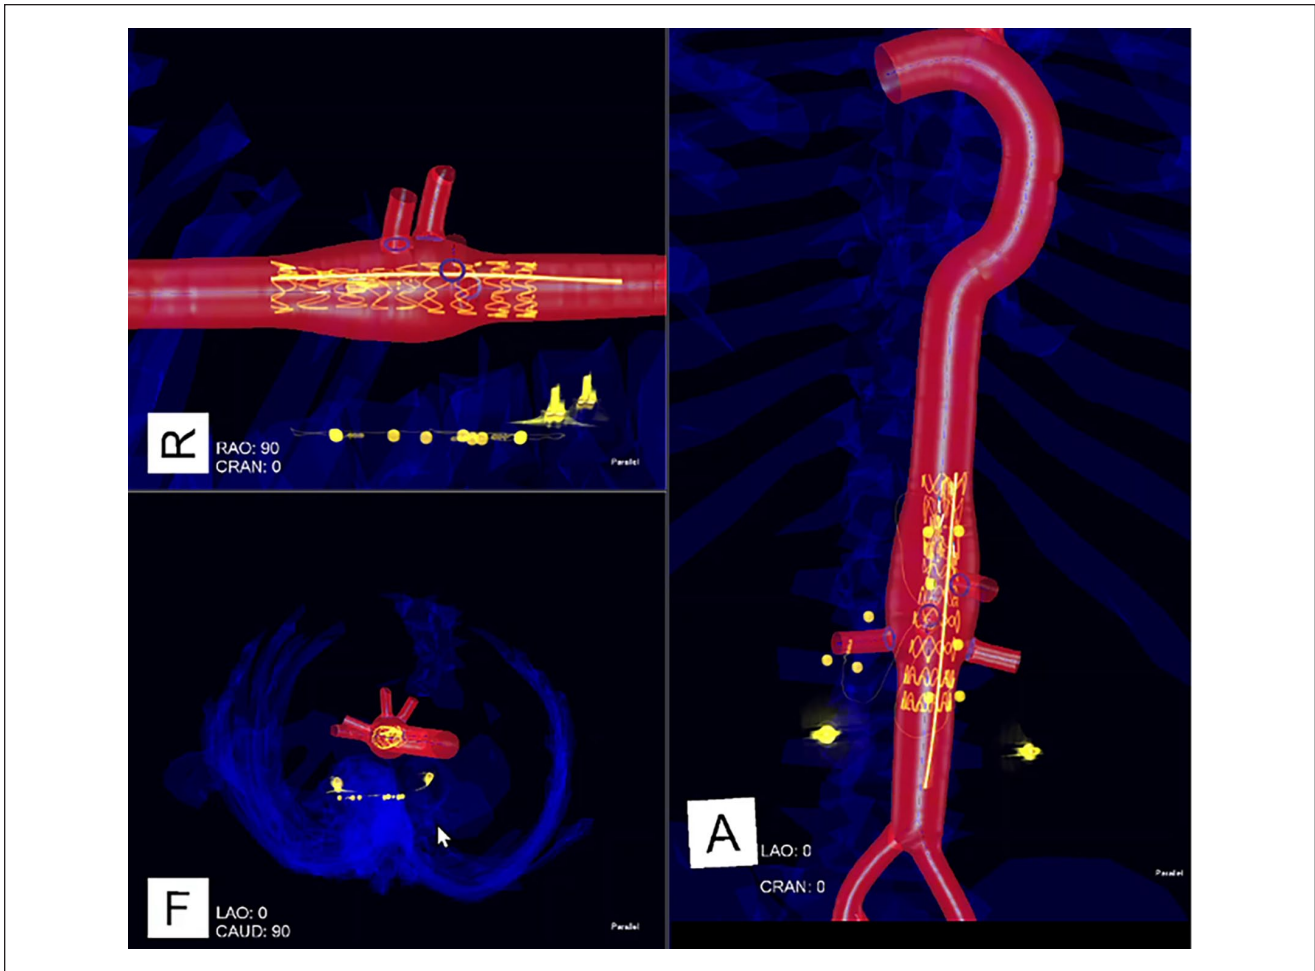 R
RAO: 90
CRAN: 0
Parallel
F
LAO: 0
CAUD: 90
Parallel
A
LAO: 0
CRAN: 0
Parallel